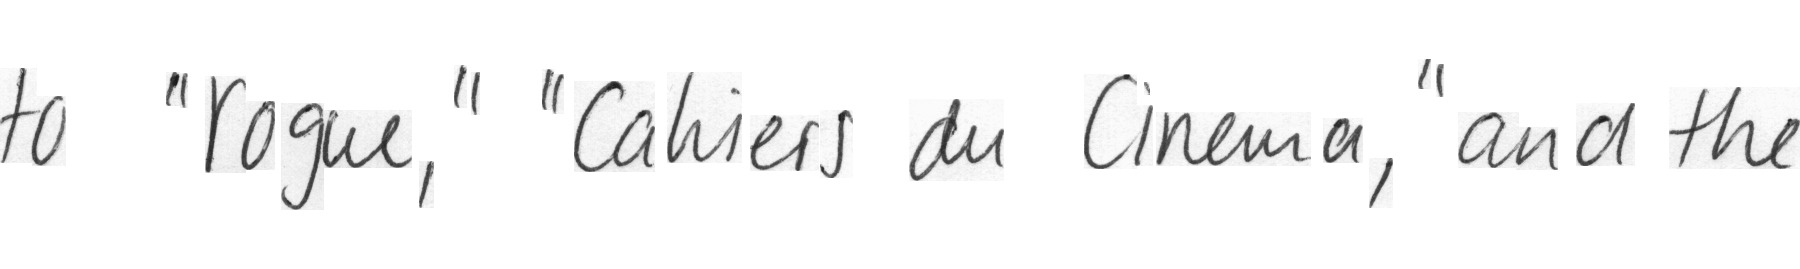 to "Vogue," "Cahiers du Cinema," and the